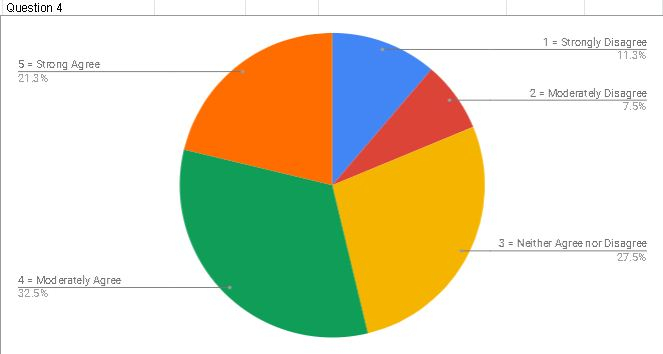 Question 4
1 = Strongly Disagree
11.3%
5 = Strong Agree
21.3%
2 = Moderately Disagree
7.5%
3 = Neither Agree nor Disagree
27.5%
4 = Moderately Agree
32.5%